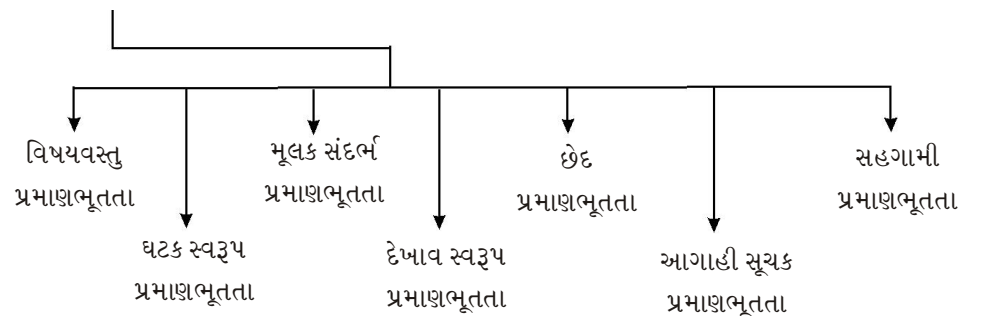 વિષયવસ્તુ
પ્રમાણભૂતતા
ઘટક સ્વરૂપ
પ્રમાણભૂતતા
મૂલક સંદર્ભ
પ્રમાણભૂતતા
દેખાવ સ્વરૂપ
પ્રમાણભૂતતા
છેદ
પ્રમાણભૂતતા
આગાહી સૂચક
પ્રમાણભૂતતા
સહગામી
પ્રમાણભૂતતા